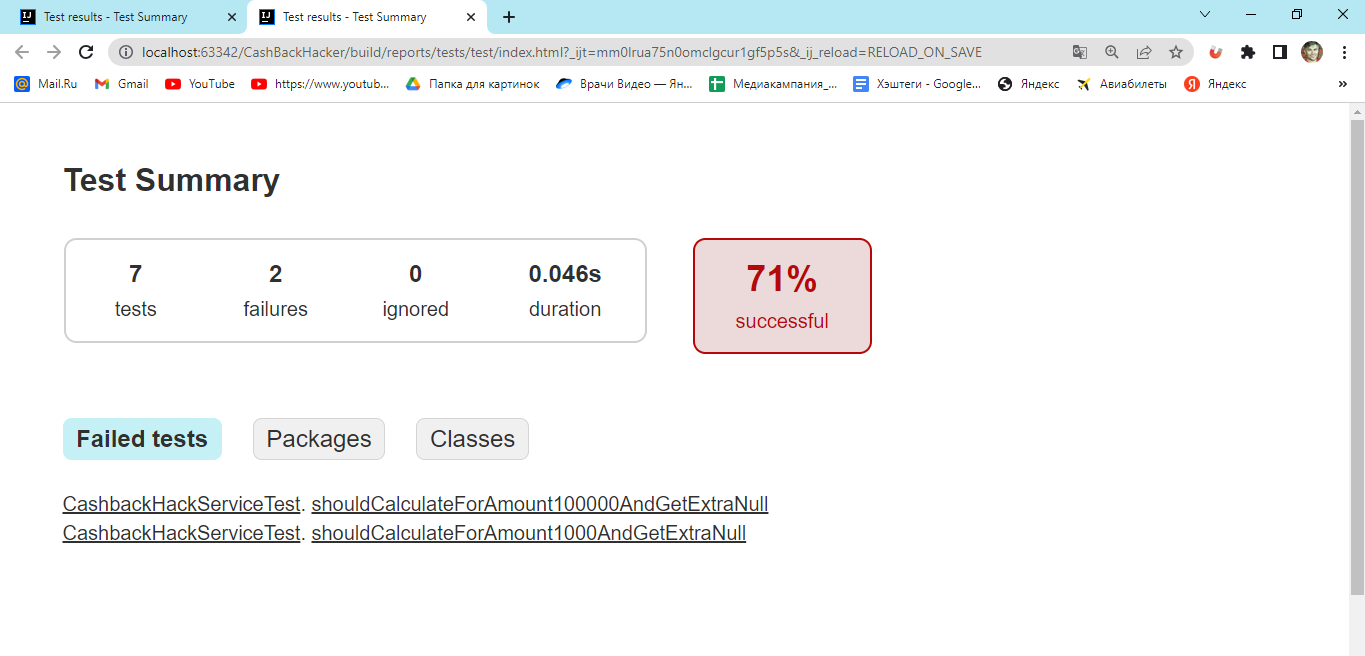 Test results - Test Summary
Test results - Test Summary
localhost:63342/CashBackHacker/build/reports/tests/test/index.html?_ijt=mm0lrua75n0omclgcur1gf5p5s&_ij_reload=RELOAD_ON_SAVE
Mail.Ru Gmail YouTube https://www.youtub... Папка для картинок Врачи Видео — Ян... Медиакампания_... Хэштеги - Google... Яндекс Авиабилеты Яндекс »
Test Summary
7 2 0 0.046s
tests failures ignored duration
71%
successful
Failed tests Packages Classes
CashbackHackServiceTest. shouldCalculateForAmount100000AndGetExtraNull
CashbackHackServiceTest. shouldCalculateForAmount1000AndGetExtraNull